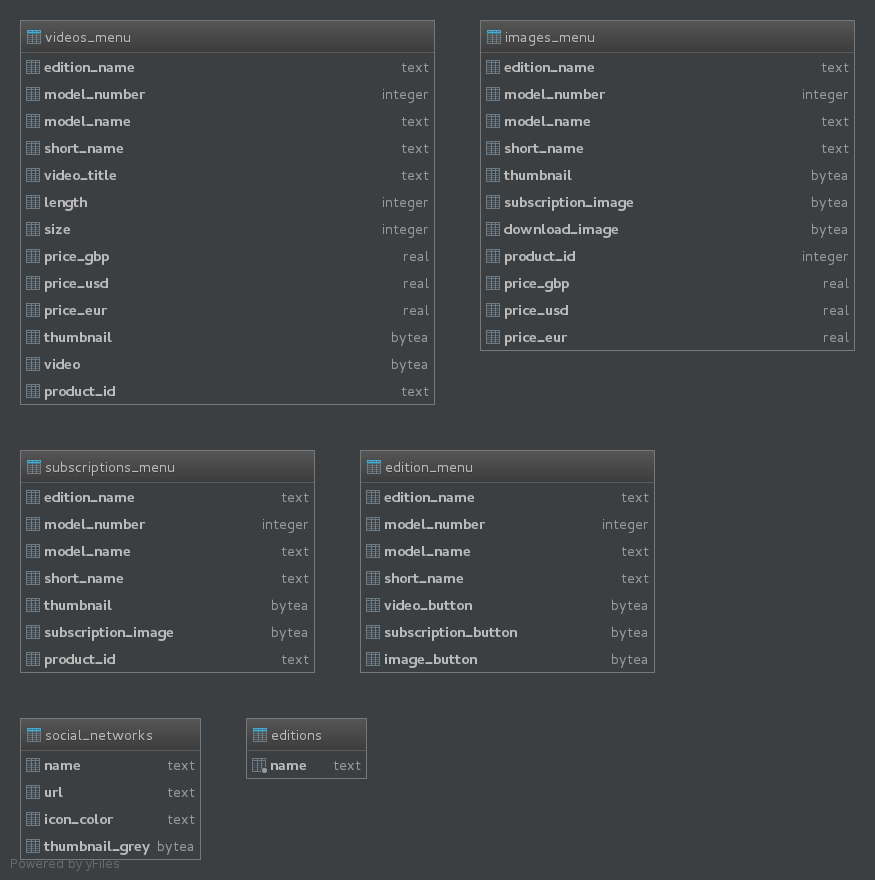 videos_menu
edition_name text
model_number integer
model_name text
short_name text
video_title text
length integer
size integer
price_gbp real
price_usd real
price_eur real
thumbnail bytea
video bytea
product_id text
images_menu
edition_name text
model_number integer
model_name text
short_name text
thumbnail bytea
subscription_image bytea
download_image bytea
product_id integer
price_gbp real
price_usd real
price_eur real
subscriptions_menu
edition_name text
model_number integer
model_name text
short_name text
thumbnail bytea
subscription_image bytea
product_id text
edition_menu
edition_name text
model_number integer
model_name text
short_name text
video_button bytea
subscription_button bytea
image_button bytea
social_networks
name text
url text
icon_color text
thumbnail_grey bytea
editions
name text
Powered by yFiles